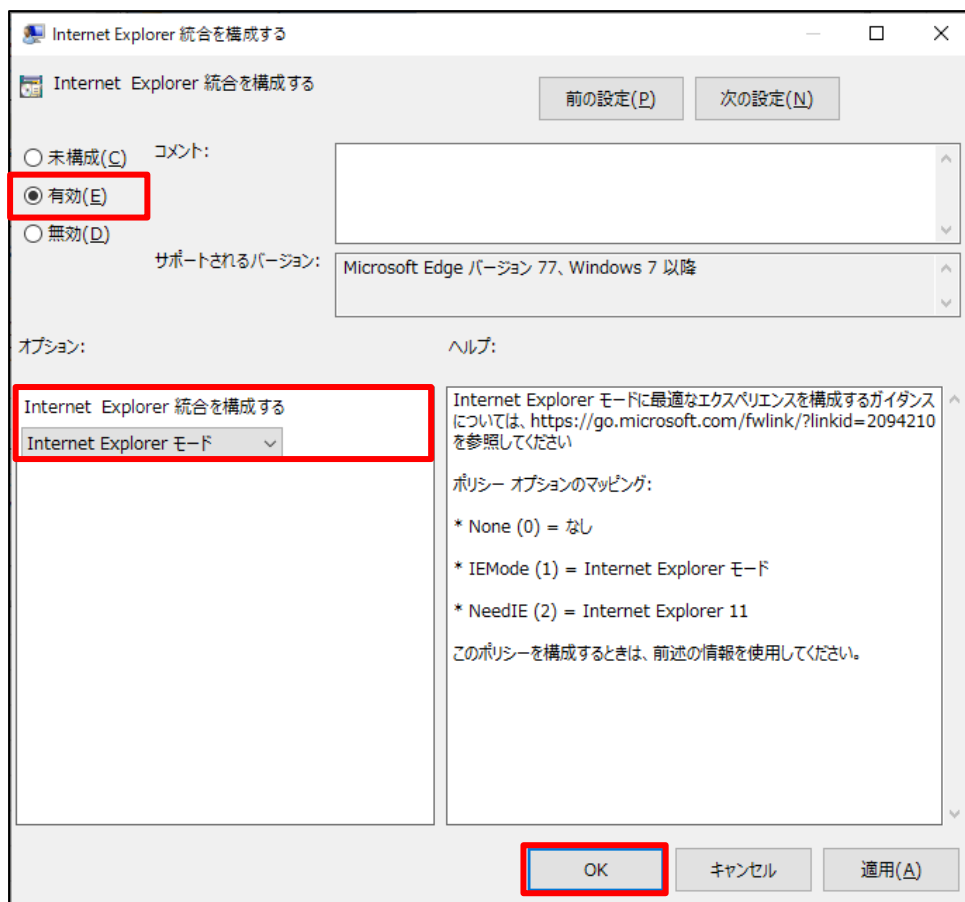 Internet Explorer 統合を構成する
Internet Explorer 統合を構成する
前の設定(P)
次の設定(N)
未構成(C)
有効(E)
無効(D)
コメント:
サポートされるバージョン:
Microsoft Edge バージョン 77、Windows 7 以降
オプション:
ヘルプ:
Internet Explorer 統合を構成する
Internet Explorer モード
Internet Explorer モードに最適なエクスペリエンスを構成するガイダンス
については、https://go.microsoft.com/fwlink/?linkid=2094210
を参照してください
ポリシー オプションのマッピング:
* None (0) = なし
* IEMode (1) = Internet Explorer モード
* NeedIE (2) = Internet Explorer 11
このポリシーを構成するときは、前述の情報を使用してください。
OK
キャンセル
適用(A)